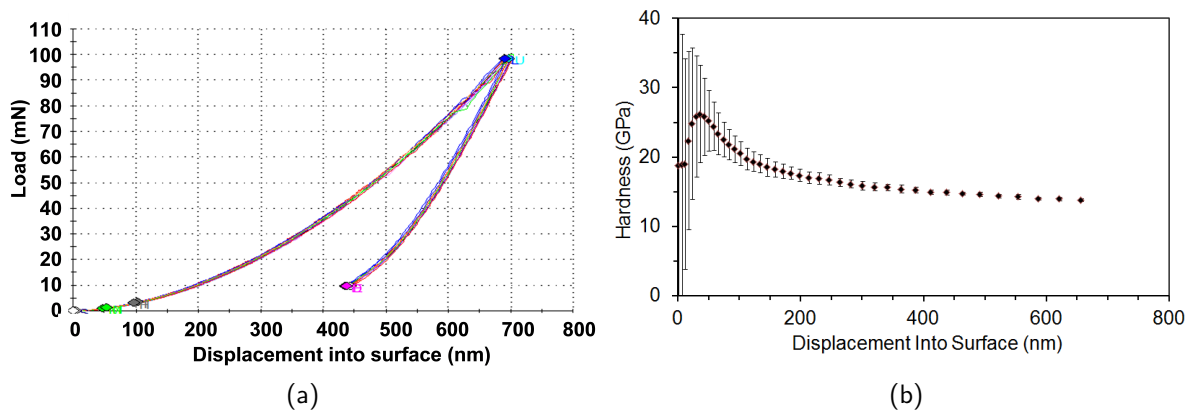 110
100
90
80
70
60
50
40
30
20
10
0
Load (mN)
0 100 200 300 400 500 600 700 800
Displacement into surface (nm)
(a)
40
30
20
10
0
Hardness (GPa)
0 200 400 600 800
Displacement Into Surface (nm)
(b)